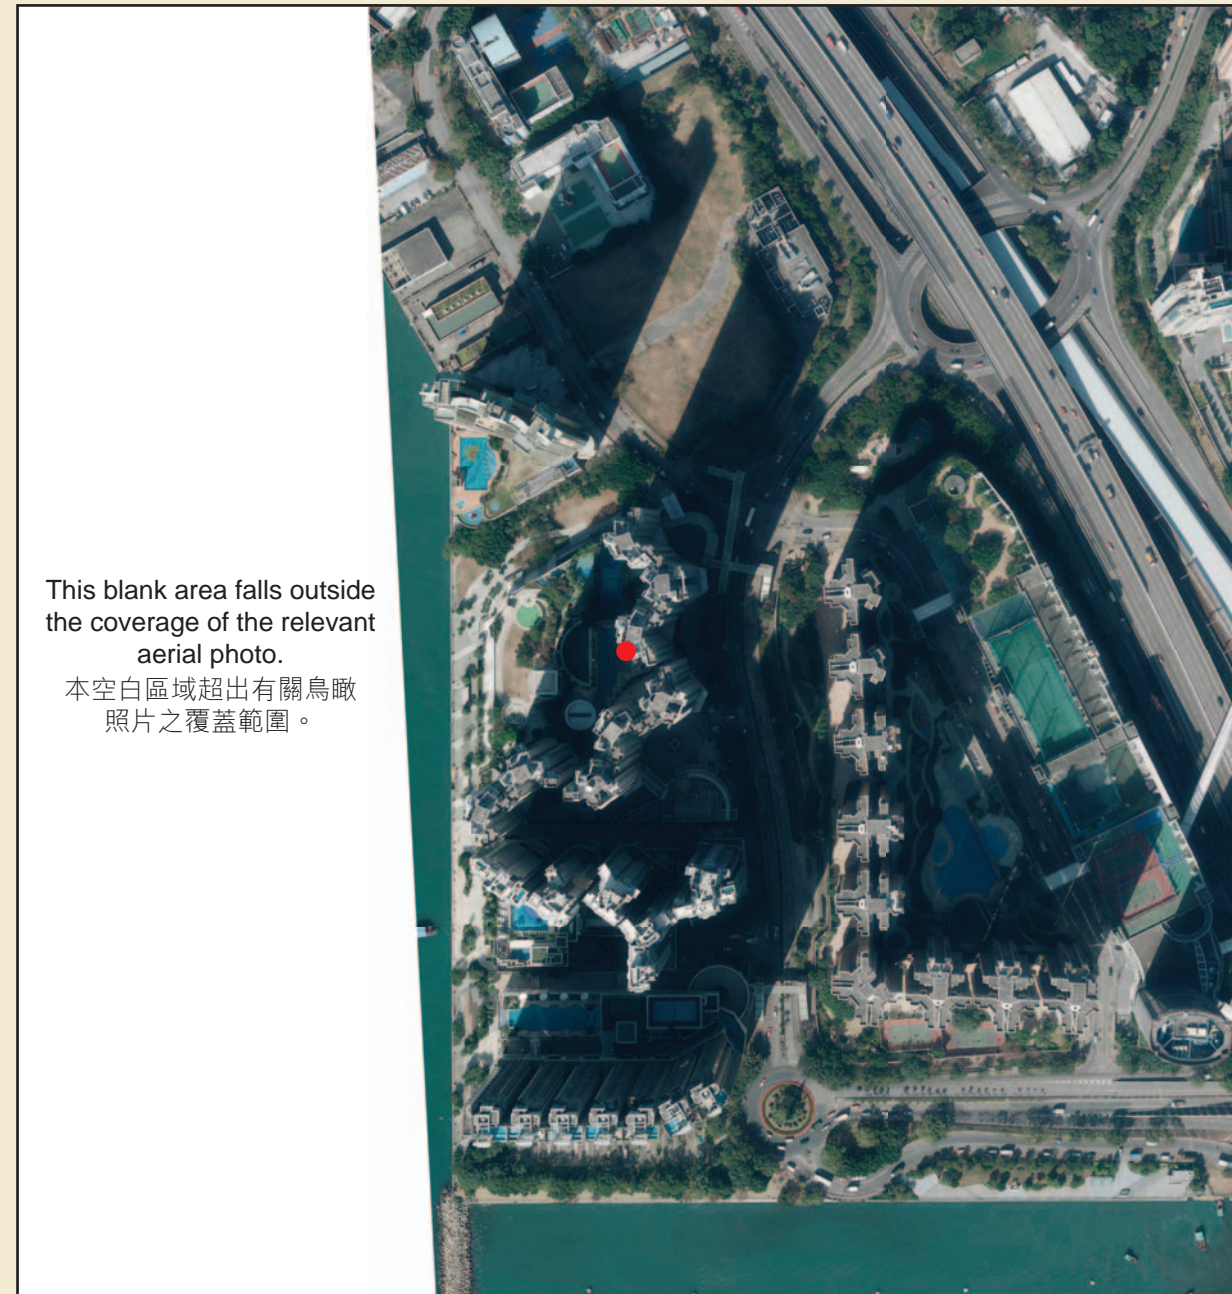 This blank area falls outside
the coverage of the relevant
aerial photo.
本空白區域超出有關鳥瞰
照片之覆蓋範圍。